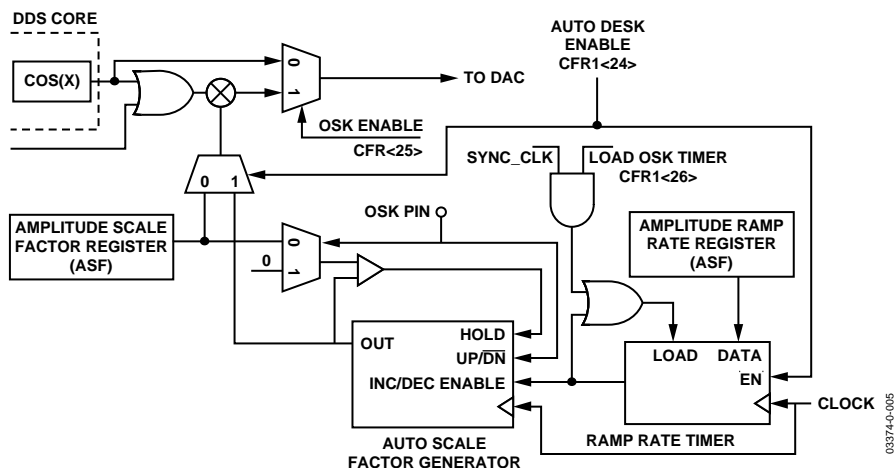 DDS CORE
COS(X)
0
1
TO DAC
OSK ENABLE
CFR<25>
AUTO DESK
ENABLE
CFR1<24>
SYNC_CLK
LOAD OSK TIMER
CFR1<26>
0 1
OSK PIN
AMPLITUDE SCALE
FACTOR REGISTER
(ASF)
0
0
1
AMPLITUDE RAMP
RATE REGISTER
(ASF)
HOLD
OUT
UP/DN
INC/DEC ENABLE
LOAD DATA
EN
CLOCK
AUTO SCALE
FACTOR GENERATOR
RAMP RATE TIMER
03374-0-005